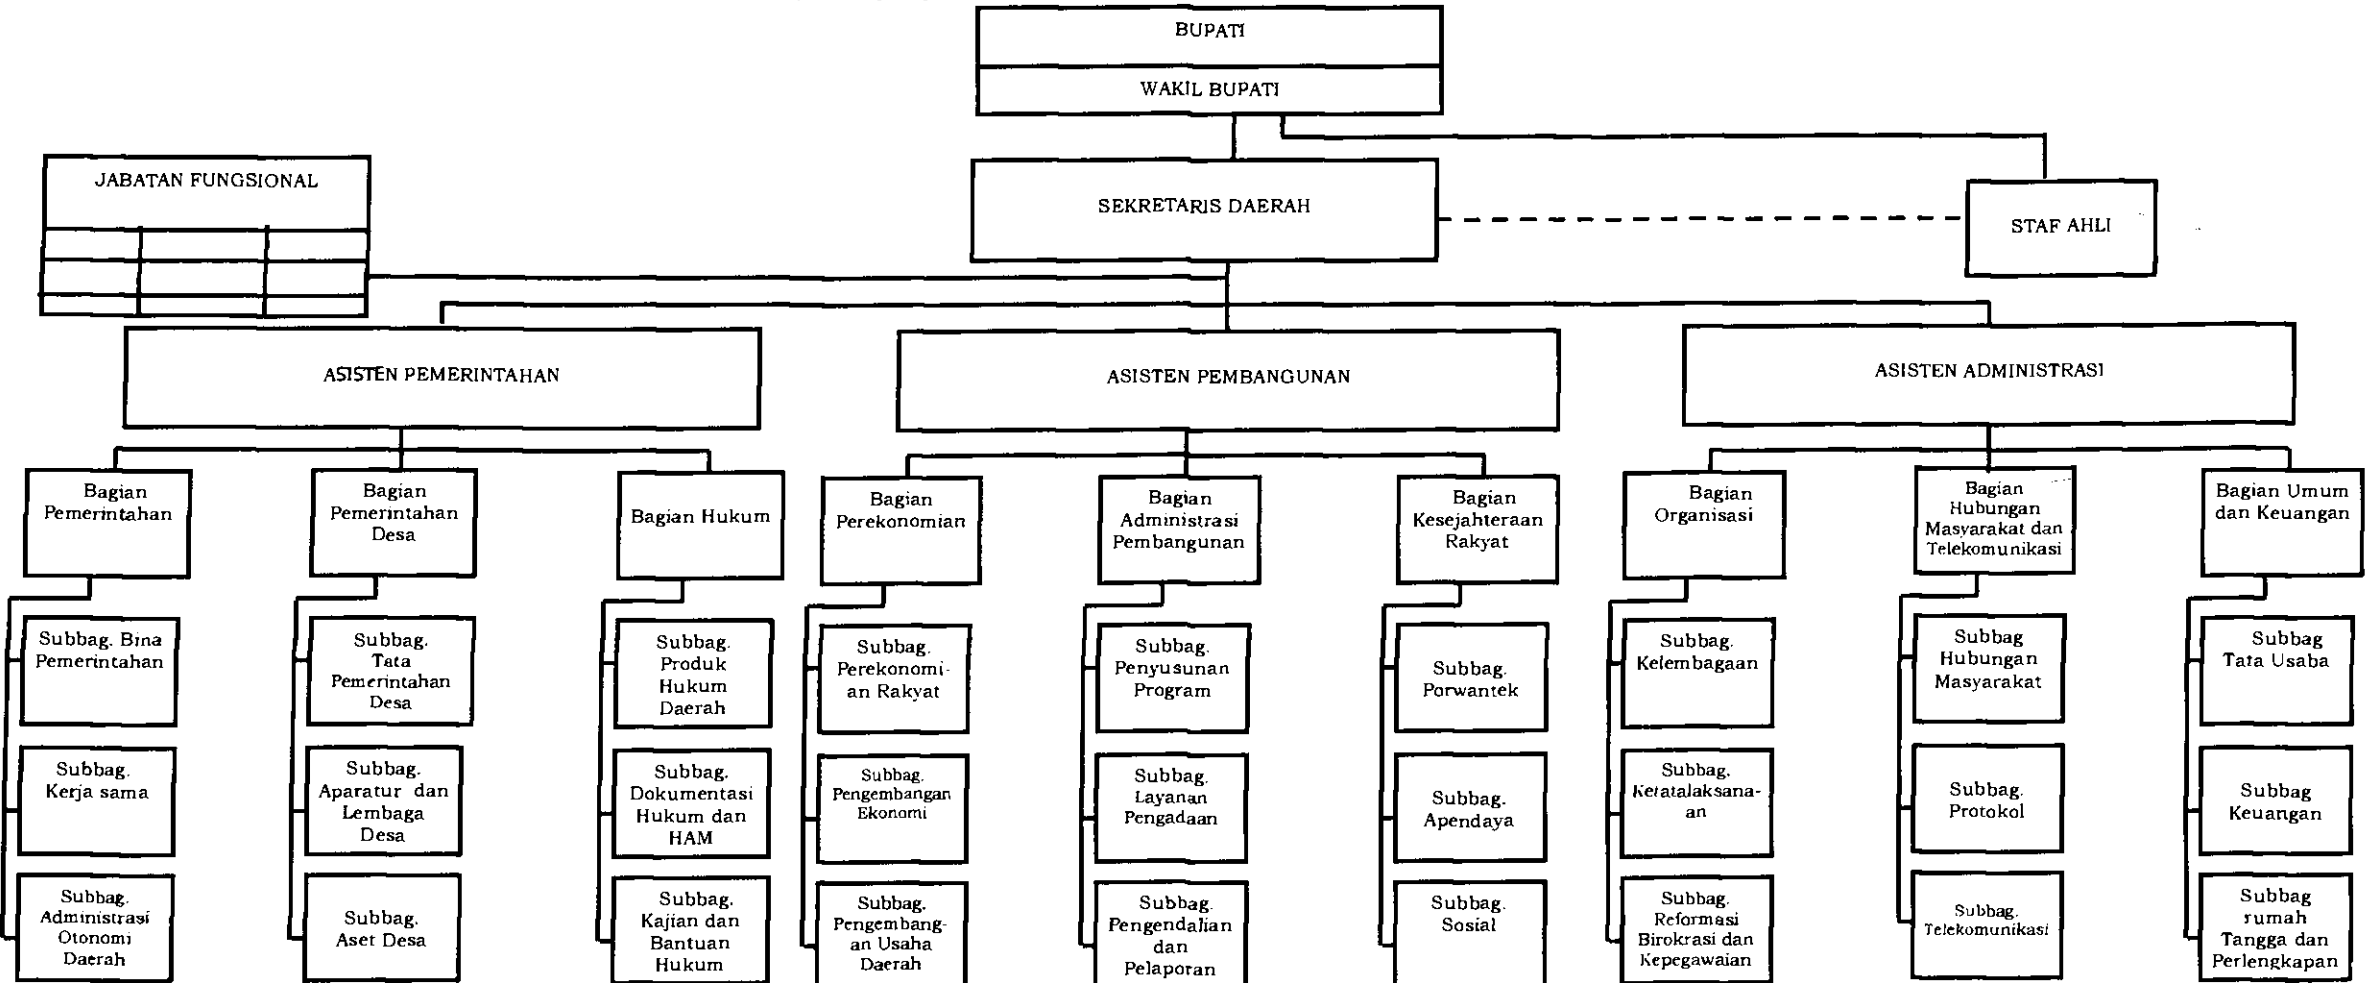 BUPATI
WAKIL BUPATI
JABATAN FUNGSIONAL
SEKRETARIS DAERAH
STAF AHLI
ASISTEN PEMERINTAHAN
ASISTEN PEMBANGUNAN
ASISTEN ADMINISTRASI
Bagian
Pemerintahan
Bagian
Pemerintahan
Desa
Bagian Hukum
Bagian
Perekonomian
Bagian
Administrasi
Pembangunan
Bagian
Kesejahteraan
Rakyat
Bagian
Organisasi
Bagian
Hubungan
Masyarakat dan
Telekomunikasi
Bagian Umum
dan Keuangan
Subbag. Bina
Pemerintahan
Subbag.
Tata
Pemerintahan
Desa
Subbag.
Produk
Hukum
Daerah
Subbag.
Perekonomi-
an Rakyat
Subbag.
Penyusunan
Program
Subbag.
Porwantek
Subbag.
Kelembagaan
Subbag
Hubungan
Masyarakat
Subbag
Tata Usaba
Subbag.
Kerja sama
Subbag.
Aparatur dan
Lembaga
Desa
Subbag.
Dokumentasi
Hukum dan
HAM
Subbag.
Pengembangan
Ekonomi
Subbag.
Layanan
Pengadaan
Subbag.
Apendaya
Subbag.
Ketatalaksana-
an
Subbag.
Protokol
Subbag
Keuangan
Subbag.
Administrasi
Otonomi
Daerah
Subbag.
Aset Desa
Subbag.
Kajian dan
Bantuan
Hukum
Subbag.
Pengembang-
an Usaha
Daerah
Subbag.
Pengendalian
dan
Pelaporan
Subbag.
Sosial
Subbag.
Reformasi
Birokrasi dan
Kepegawaian
Subbag.
Telekomunikasi
Subbag
rumah
Tangga dan
Perlengkapan